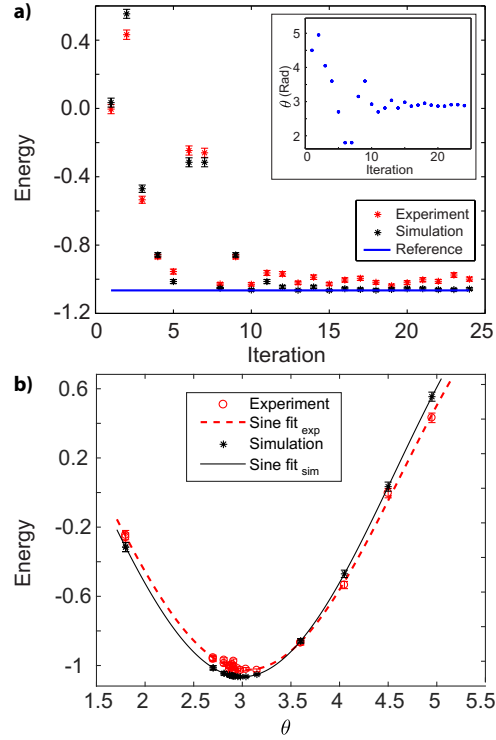 a)
0.4
0.0
-0.4
-0.8
-1.2
Energy
0 5 10 15 20 25
Iteration
5
4
3
2
θ (Rad)
0 10 20
Iteration
Experiment
Simulation
Reference
b)
0.6
0.2
-0.2
-0.6
-1
Energy
1.5 2 2.5 3.0 3.5 4.0 4.5 5 5.5
θ
Experiment
Sine fit exp
Simulation
Sine fit sim